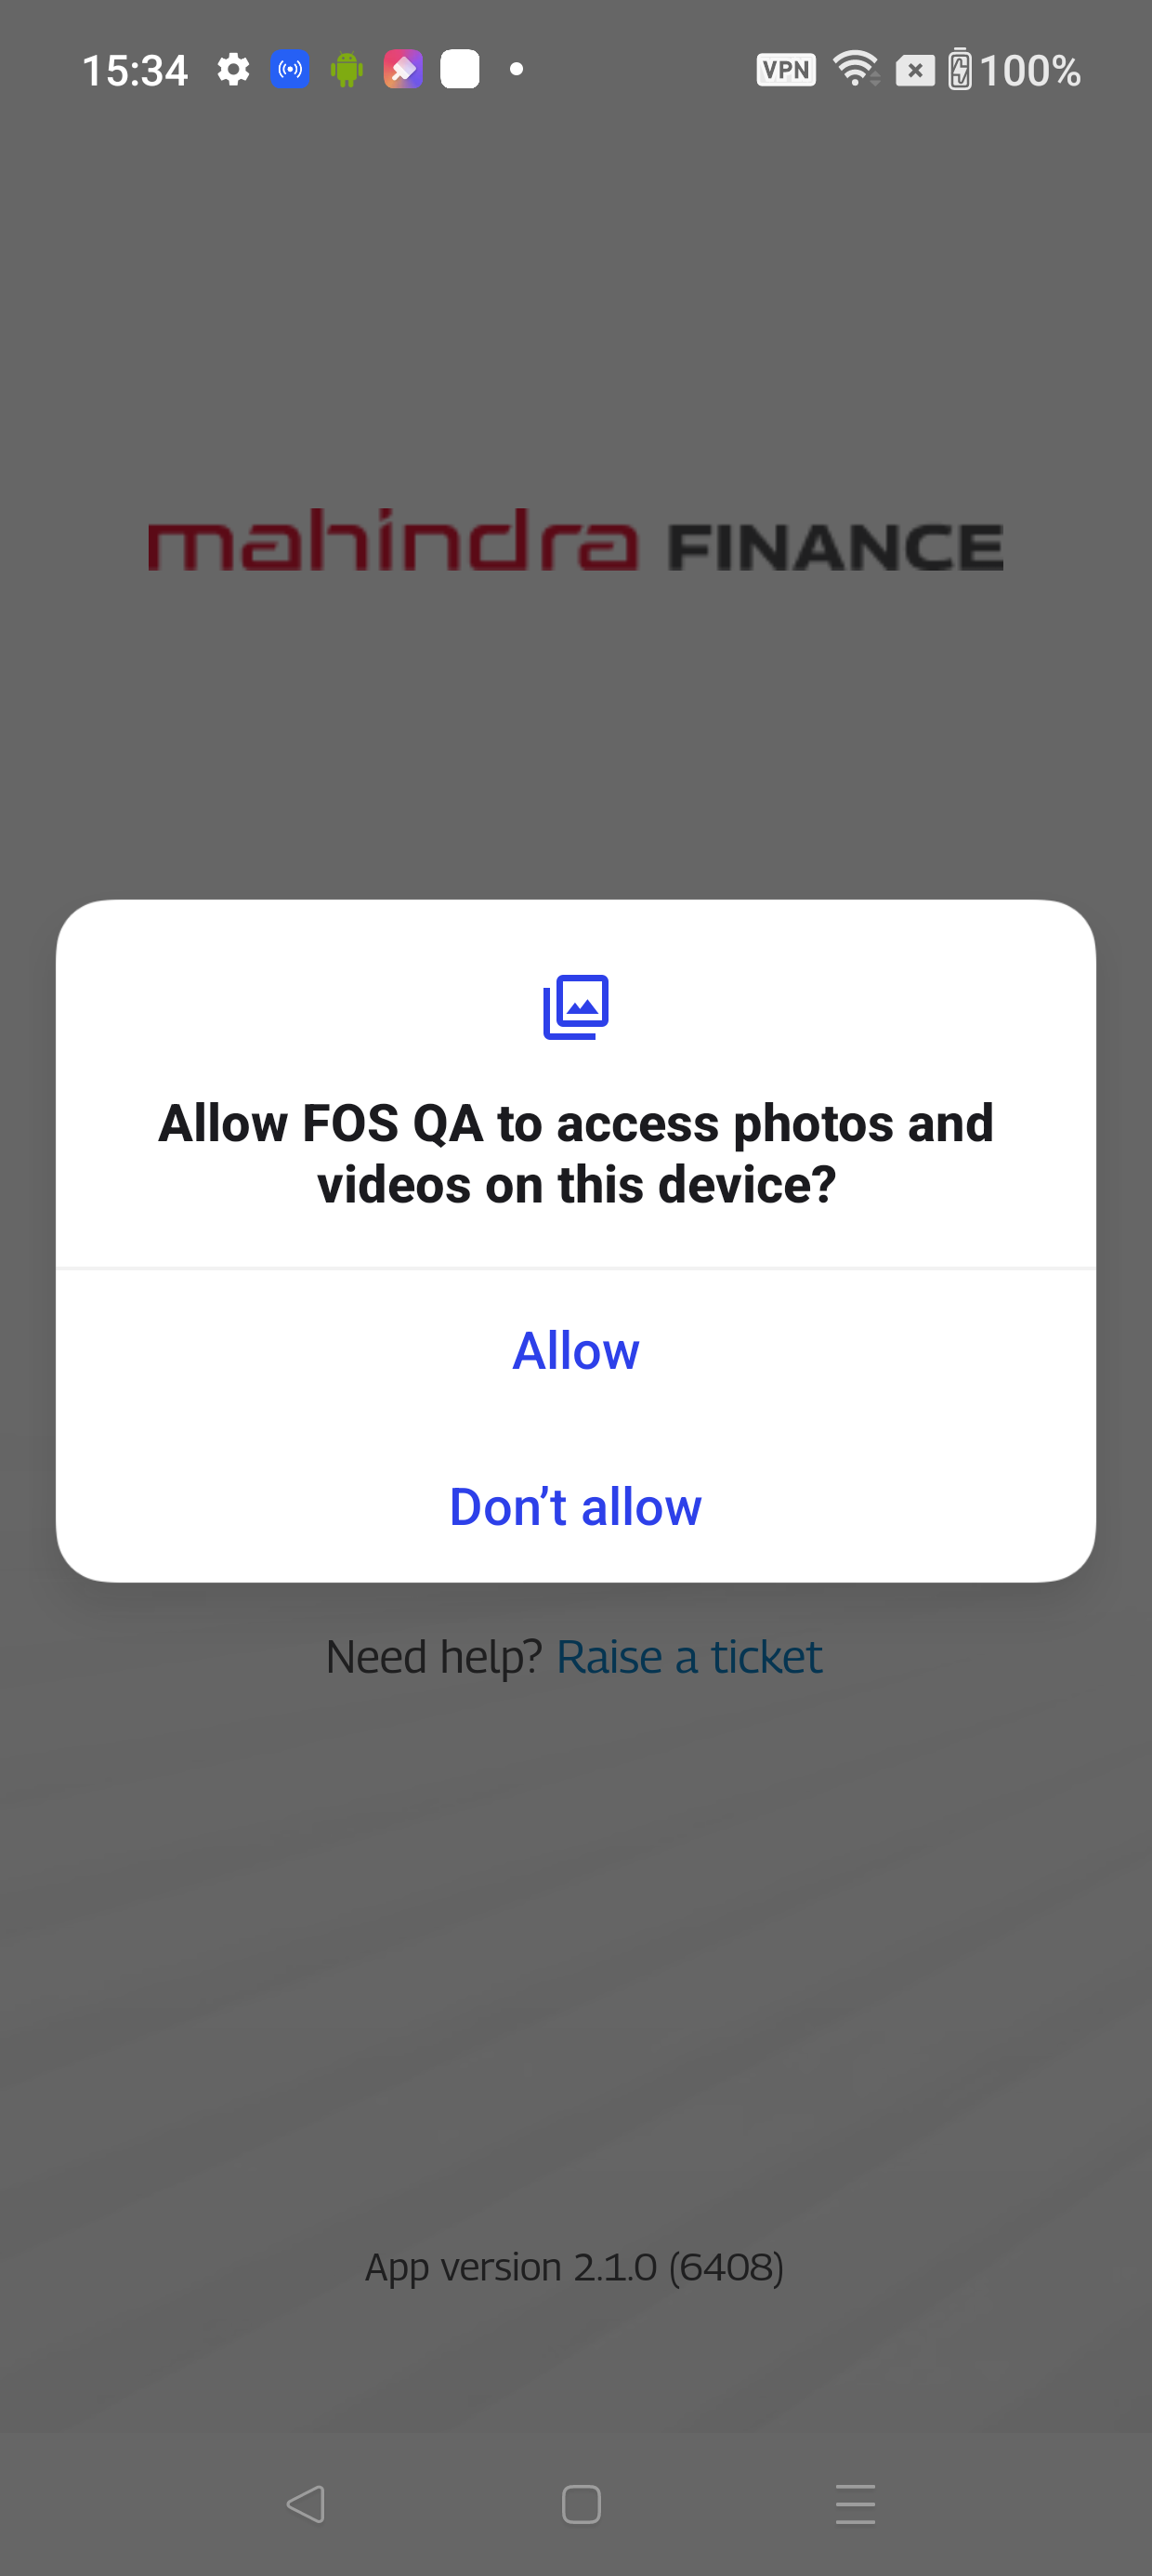 15:34
VPN
100%
mahindra FINANCE
Allow FOS QA to access photos and
videos on this device?
Allow
Don’t allow
Need help? Raise a ticket
App version 2.1.0 (6408)